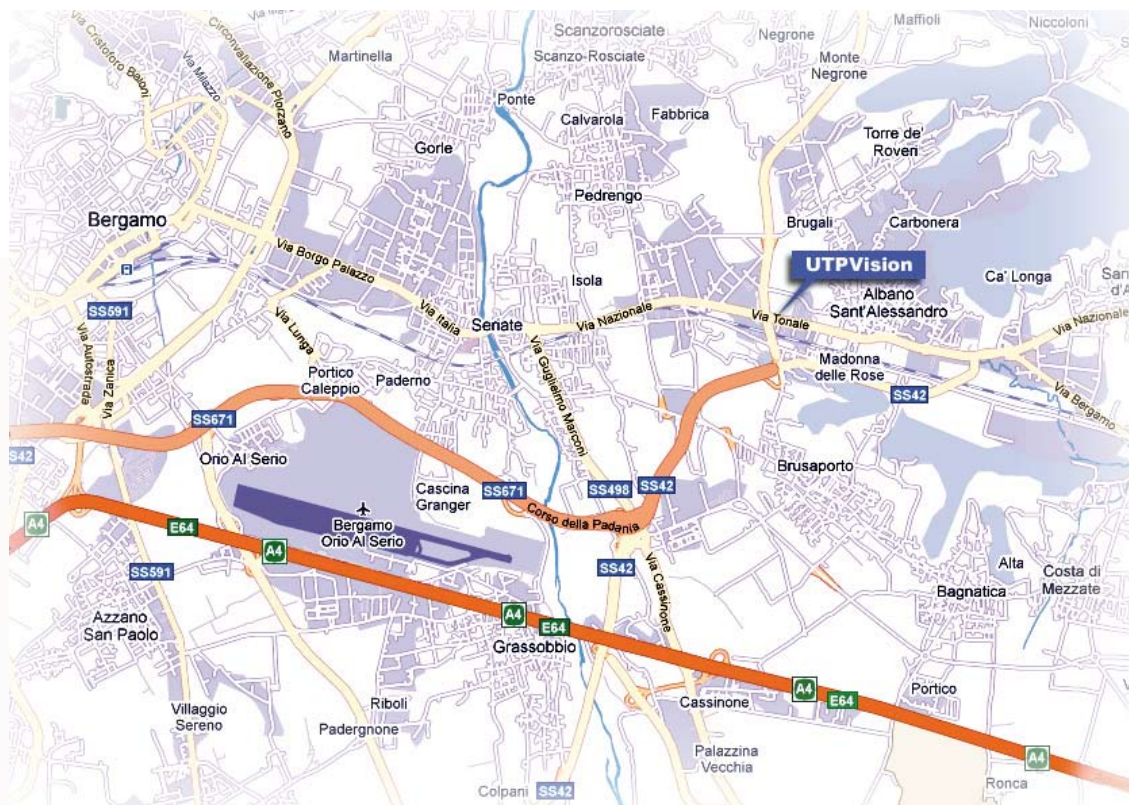 Via Cristoforo Baioni
Via Milazzo
Circonvallazione Plorzano
Martinella
Scanzorosciate
Scanzo-Rosciate
Negrone
Maffioli
Niccoloni
Monte
Negrone
Ponte
Calvarola
Fabbrica
Gorle
Torre de'
Roveri
Pedrengo
Bergamo
Brugali
Carbonera
Via Borgo Palazzo
UTPVision
Isola
Ca' Longa
San
d'A
SS591
Albano
Sant'Alessandro
Via Italia
Seriate
Via Nazionale
Via Tonale
Via Nazionale
Via Lunga
Via Autostrada
Via Zanica
Portico
Caleppio
Paderno
Via Guglielmo Marconi
Madonna
delle Rose
SS42
Via Bergamo
SS671
S42
Orio Al Serio
Cascina
Granger
SS671
SS498
SS42
Brusaporto
Corso della Padania
A4
E64
A4
Bergamo
Orio Al Serio
SS591
SS42
Via Cassinone
Alta
Costa di
Mezzate
Bagnatica
Azzano
San Paolo
A4
E64
Grassobbio
Villaggio
Sereno
Riboli
Padergnone
Cassinone
A4
E64
Portico
Palazzina
Vecchia
A4
Colpani
SS42
Ronca